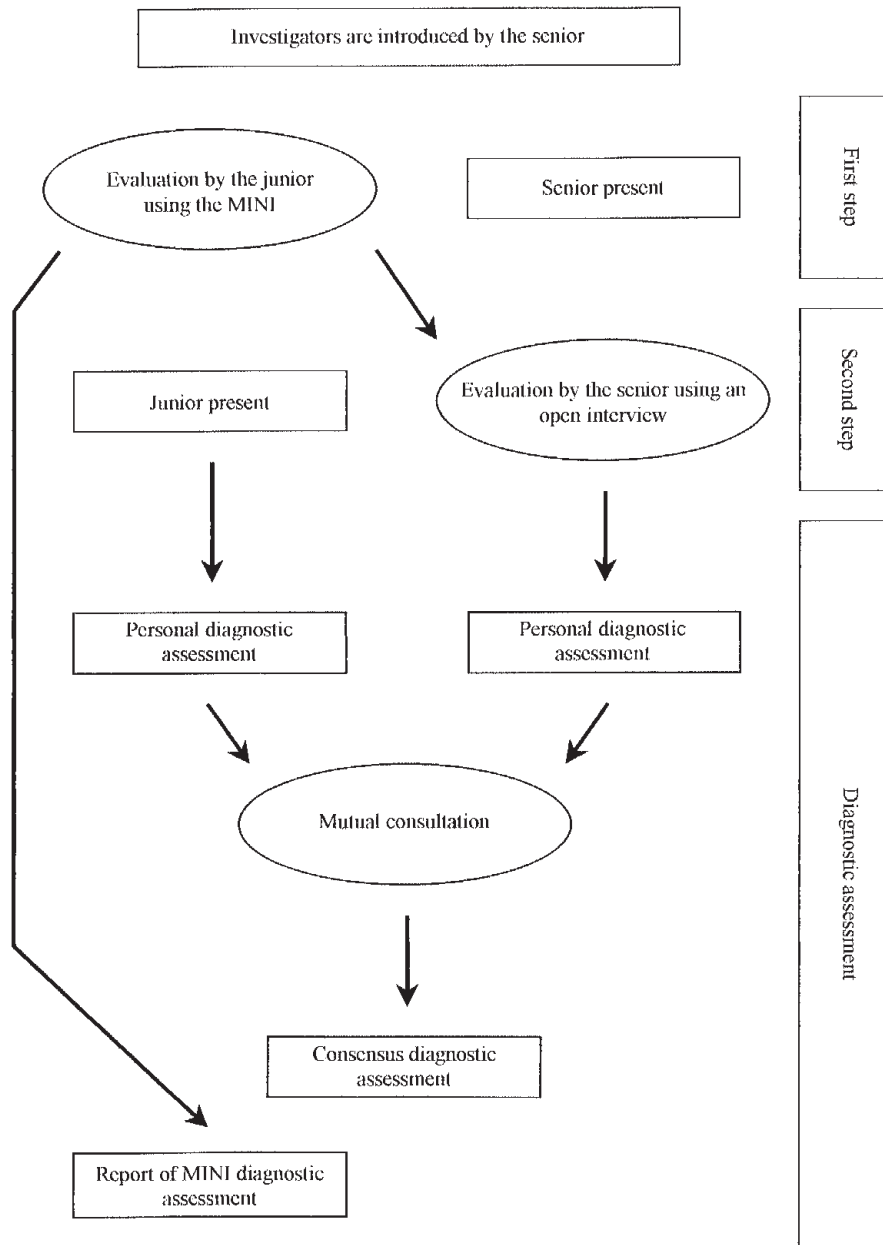 Investigators are introduced by the senior
Evaluation by the junior
using the MINI
Senior present
First step
Junior present
Evaluation by the senior using an
open interview
Second step
Personal diagnostic
assessment
Personal diagnostic
assessment
Mutual consultation
Diagnostic assessment
Consensus diagnostic
assessment
Report of MINI diagnostic
assessment